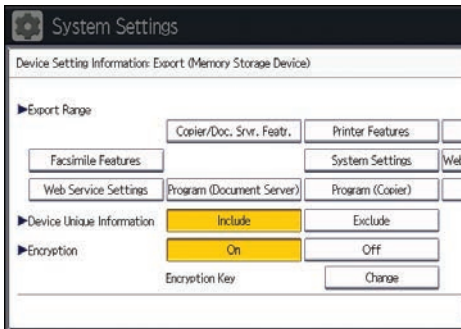 System Settings
Device Setting Information: Export (Memory Storage Device)
►Export Range
Copier/Doc. Srvr. Featr. Printer Features
Facsimile Features System Settings Wel
Web Service Settings Program (Document Server) Program (Copier)
►Device Unique Information Include Exclude
►Encryption On Off
Encryption Key Change